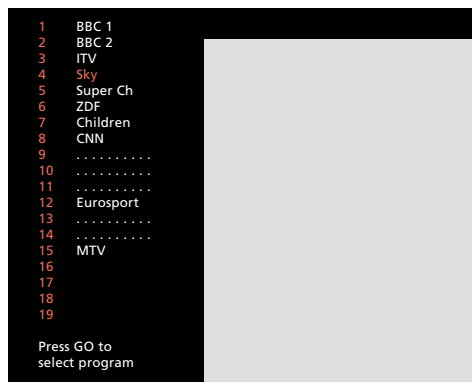 1 BBC 1
2 BBC 2
3 ITV
4 Sky
5 Super Ch
6 ZDF
7 Children
8 CNN
9 . . . . . . . . . .
10 . . . . . . . . . .
11 . . . . . . . . . .
12 Eurosport
13 . . . . . . . . . .
14 . . . . . . . . . .
15 MTV
16
17
18
19
Press GO to
select program